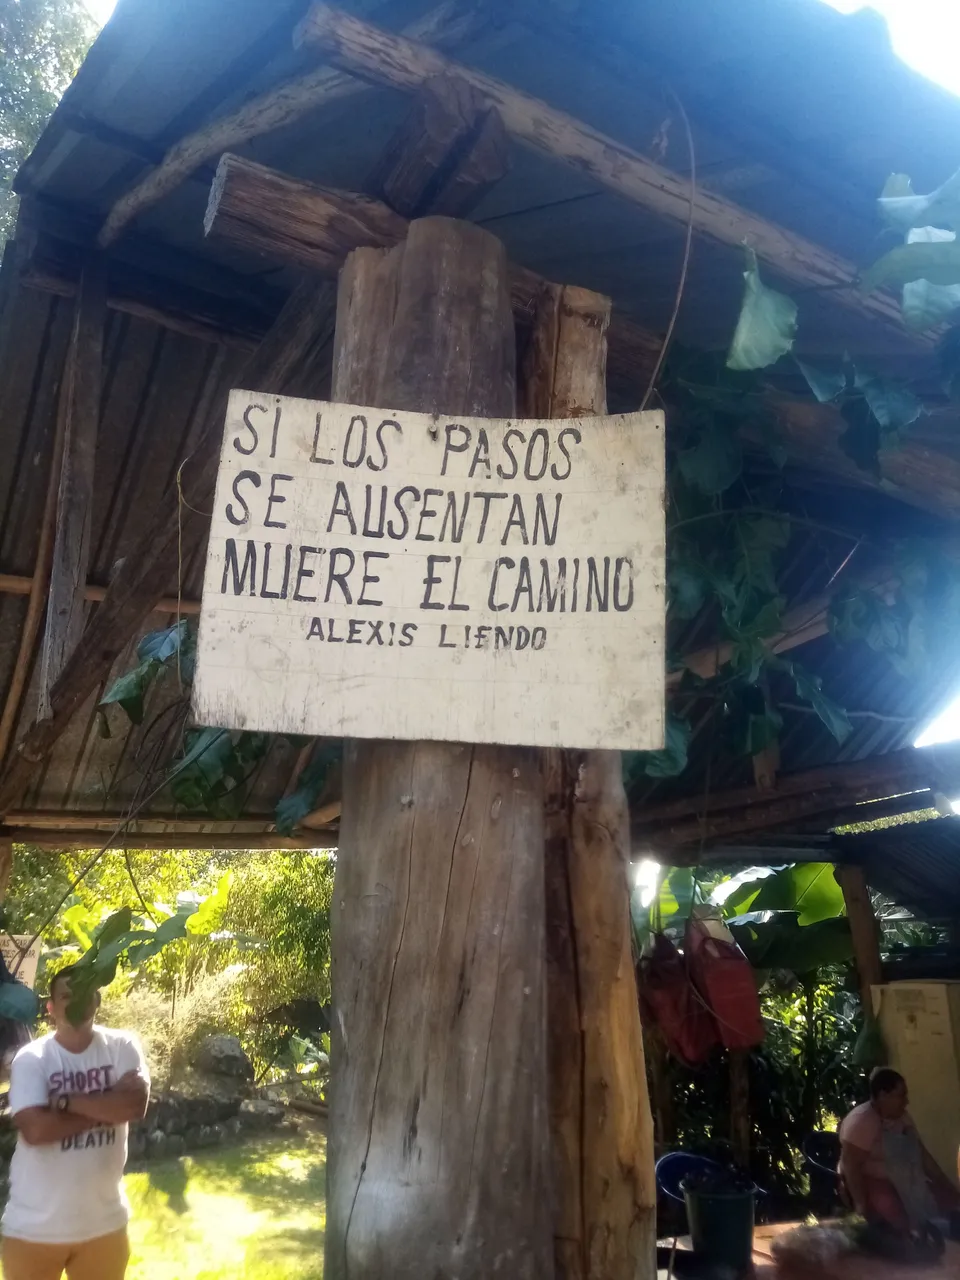 SI LOS PASOS
SE AUSENTAN
MUERE EL CAMINO
ALEXIS LIENDO
SHORT
DEATH